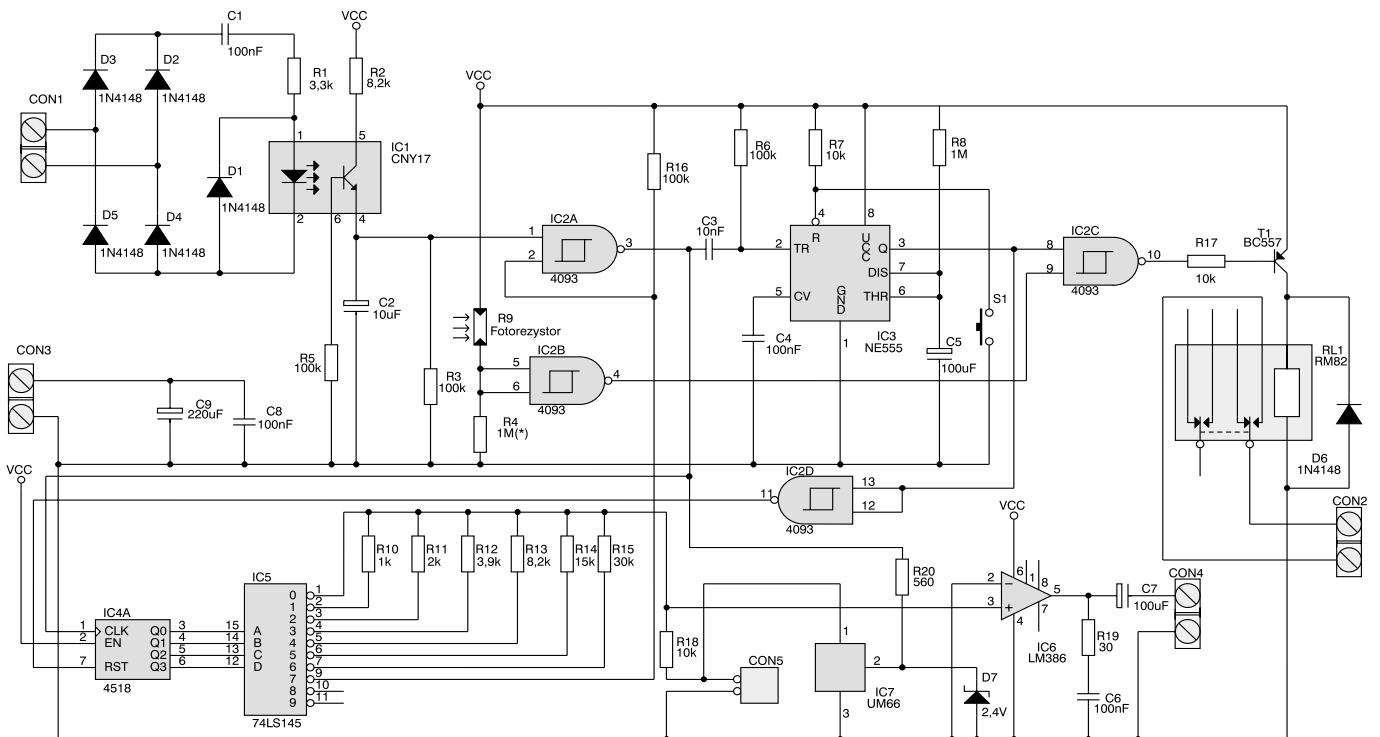 CON1
D3
1N4148
D2
1N4148
D5
1N4148
D4
1N4148
C1
100nF
R1
3,3k
D1
1N4148
VCC
R2
8,2k
IC1
CNY17
1
5
2
6
4
C2
10uF
R5
100k
R3
100k
VCC
R9
Fotorezystor
R4
1M(*)
IC2A
1
2
3
4093
IC2B
5
6
4
4093
R16
100k
C3
10nF
R6
100k
R7
10k
R8
1M
4
8
R
U
C
C
2
TR
Q
3
DIS
7
5
CV
G
N
D
THR
6
1
IC3
NE555
C4
100nF
C5
100uF
S1
IC2C
8
9
10
4093
R17
10k
T1
BC557
RL1
RM82
D6
1N4148
CON2
CON3
C9
220uF
C8
100nF
VCC
IC2D
11
13
12
4093
R10
1k
R11
2k
R12
3,9k
R13
8,2k
R14
15k
R15
30k
IC4A
1
CLK
Q0
3
2
EN
Q1
4
Q2
5
7
RST
Q3
6
4518
IC5
15
A
14
B
13
C
12
D
0
1
1
2
2
3
3
4
4
5
5
6
6
7
7
9
8
10
9
11
74LS145
R18
10k
CON5
R20
560
1
2
3
IC7
UM66
D7
2,4V
VCC
2
3
6
1
8
5
7
4
IC6
LM386
C7
100uF
R19
30
C6
100nF
CON4